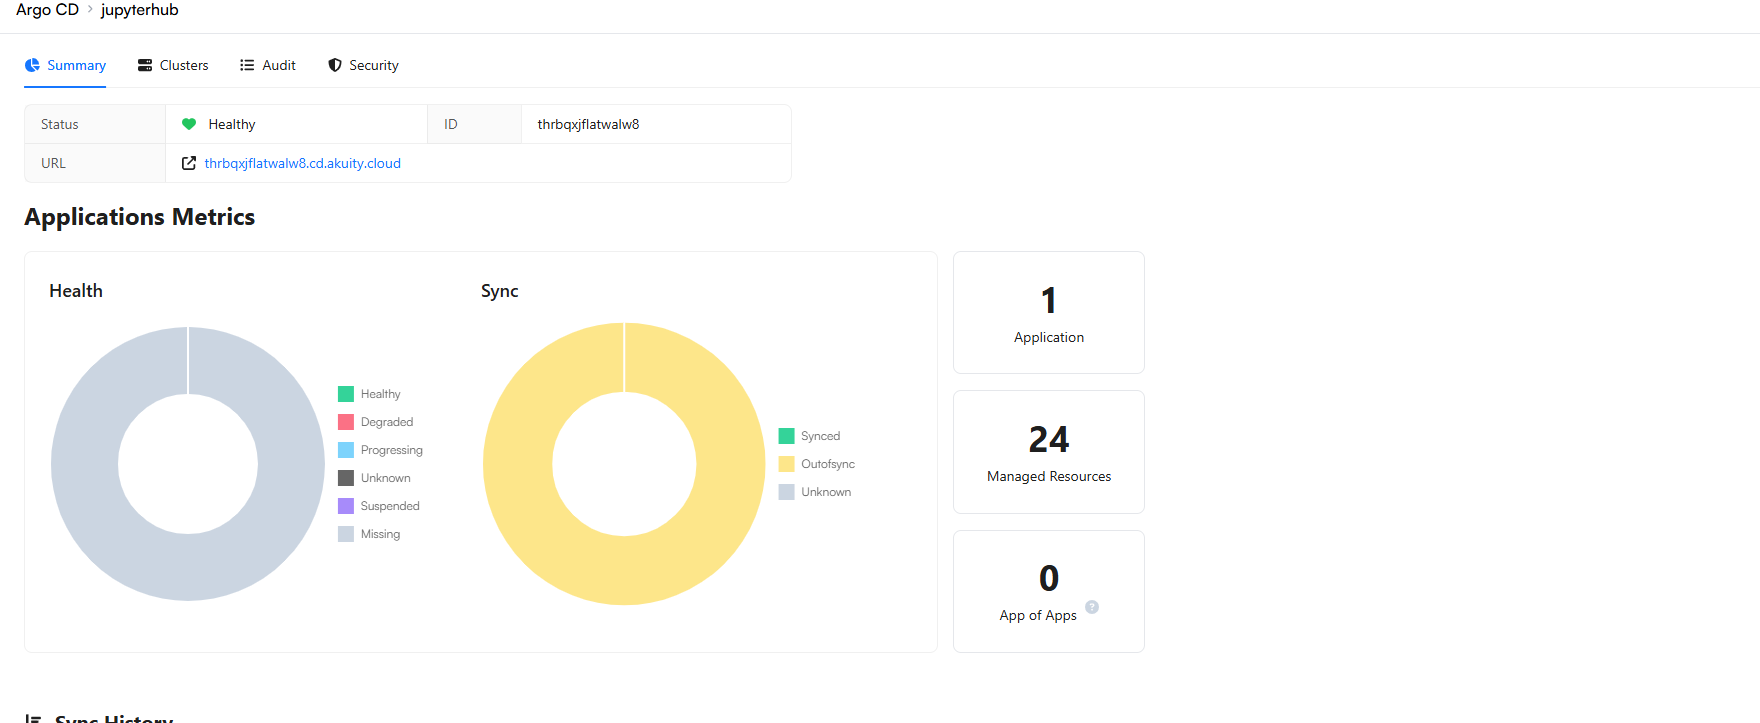 Argo CD > jupyterhub
Summary Clusters Audit Security
Status Healthy ID thrbqxjflatwalw8
URL thrbqxjflatwalw8.cd.akuity.cloud
Applications Metrics
Health
Healthy
Degraded
Progressing
Unknown
Suspended
Missing
Sync
Synced
Outofsync
Unknown
1
Application
24
Managed Resources
0
App of Apps ?
Sync History